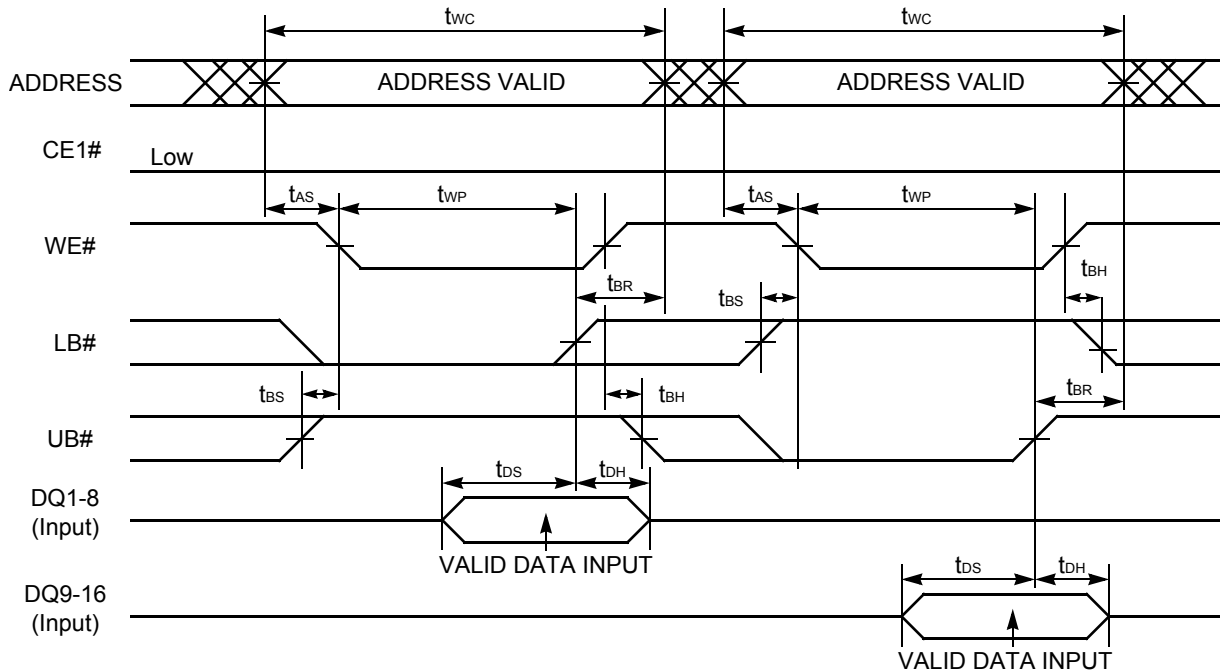 tWC tWC
ADDRESS ADDRESS VALID ADDRESS VALID
CE1# Low
tAS tWP tAS tWP
WE#
tBR tBS tBH
LB#
tBS tBH tBR
UB#
tDS tDH
DQ1-8
(Input)
VALID DATA INPUT
tDS tDH
DQ9-16
(Input)
VALID DATA INPUT